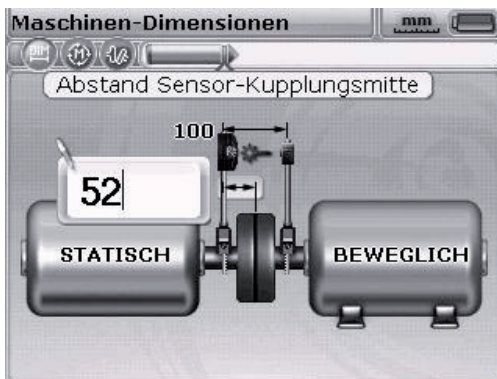 Maschinen-Dimensionen mm
Abstand Sensor-Kupplungsmitte
100
52
STATISCH BEWEGLICH